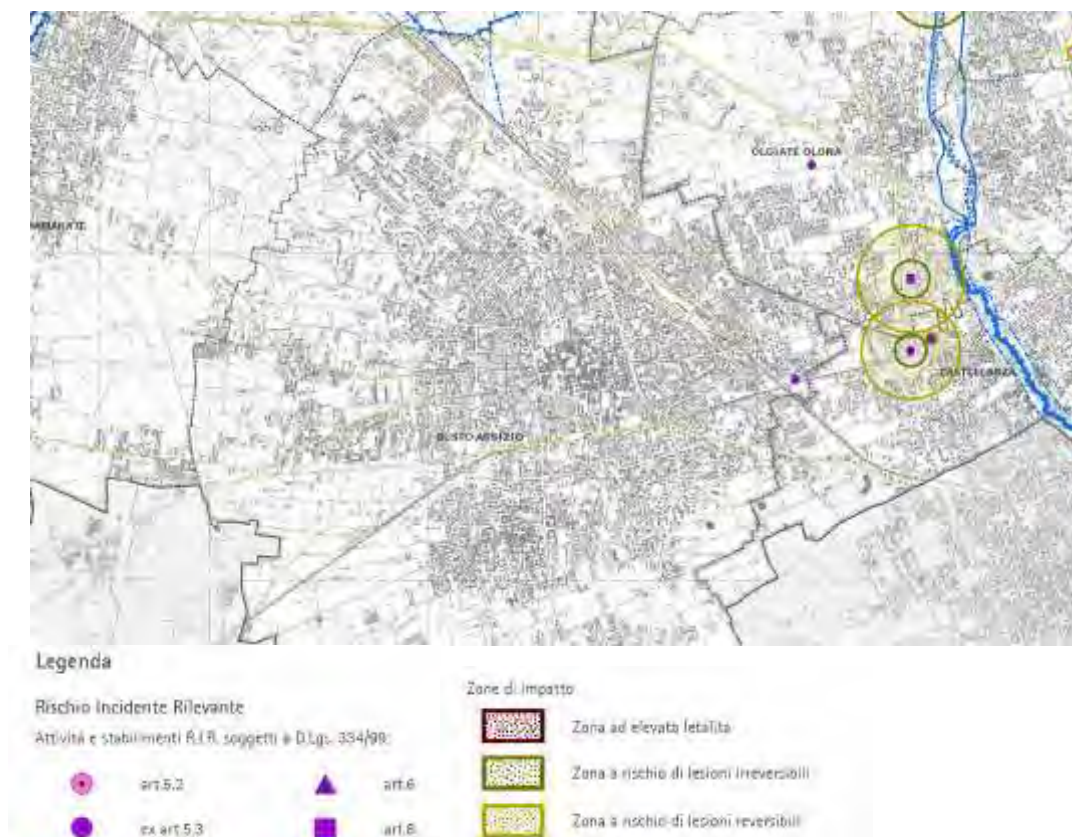 OLGIATE OLONA
CASTELLANZA
BUSTO ARSIZIO
Legenda
Rischio Incidente Rilevante
Attività e stabilimenti R.I.R. soggetti a D.Lgs. 334/99:
art.5.2
art.6
ex art.5.3
art.8
Zone di impatto
Zona ad elevata letalita
Zona a rischio di lesioni irreversibili
Zona a rischio di lesioni reversibili